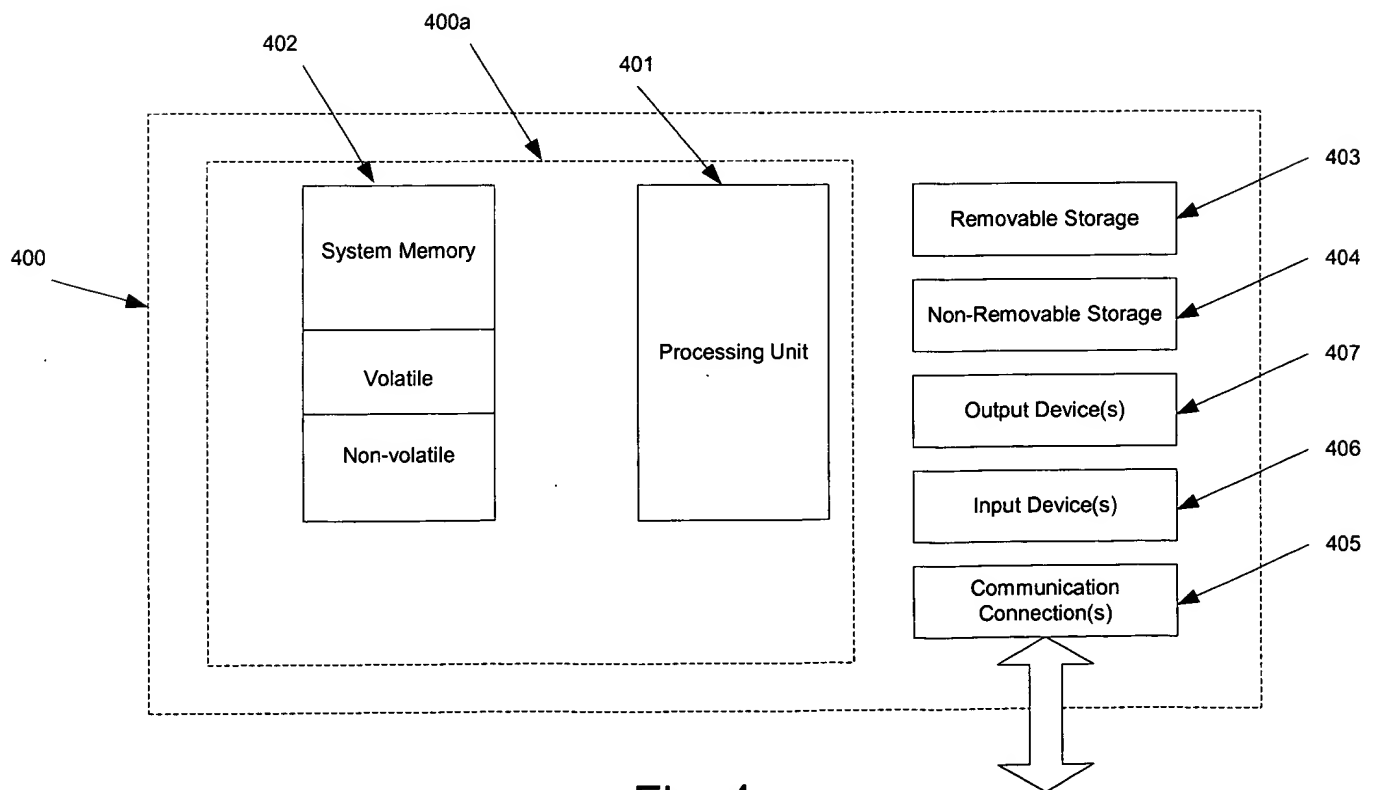 400a
402
401
403
Removable Storage
System Memory
404
400
Non-Removable Storage
Processing Unit
407
Volatile
Output Device(s)
Non-volatile
406
Input Device(s)
405
Communication
Connection(s)